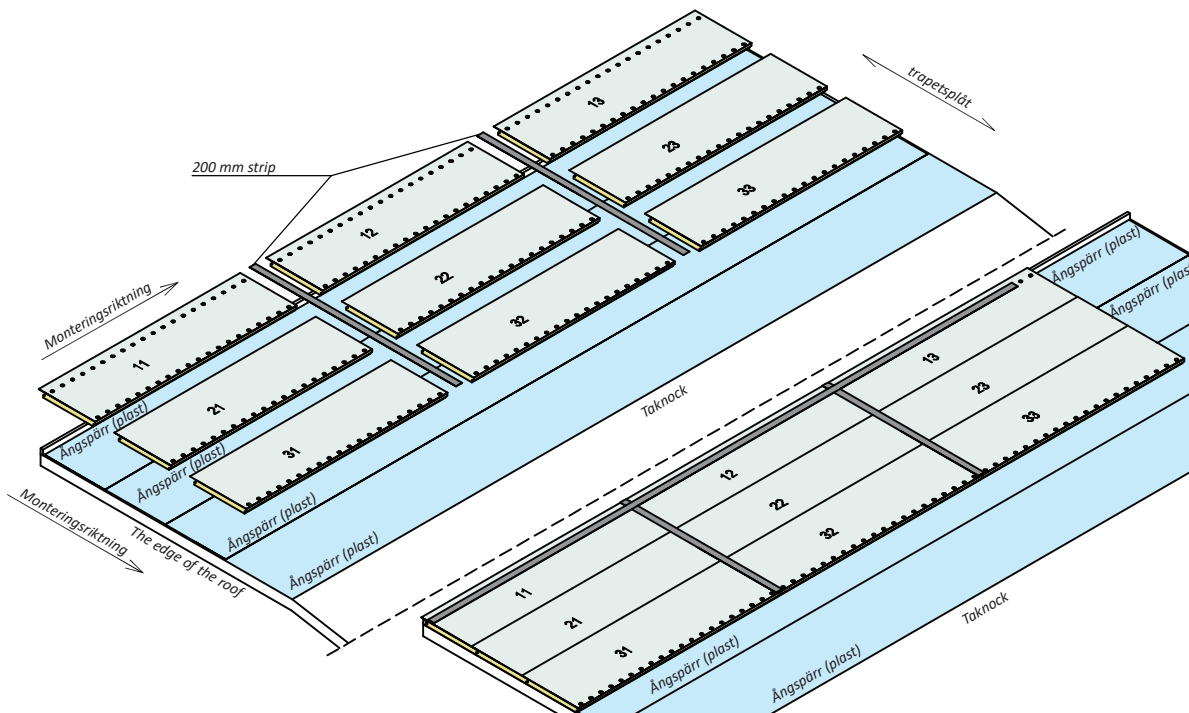 13
trapetsplåt
23
200 mm strip
33
12
22
Monteringsriktning
32
11
21
31
Ångspärr (plast)
Ångspärr (plast)
Ångspärr (plast)
Ångspärr (plast)
Monteringsriktning
The edge of the roof
Taknock
Ångspärr (plast)
Ångspärr (plast)
13
23
33
12
22
32
11
21
31
Ångspärr (plast)
Ångspärr (plast)
Taknock